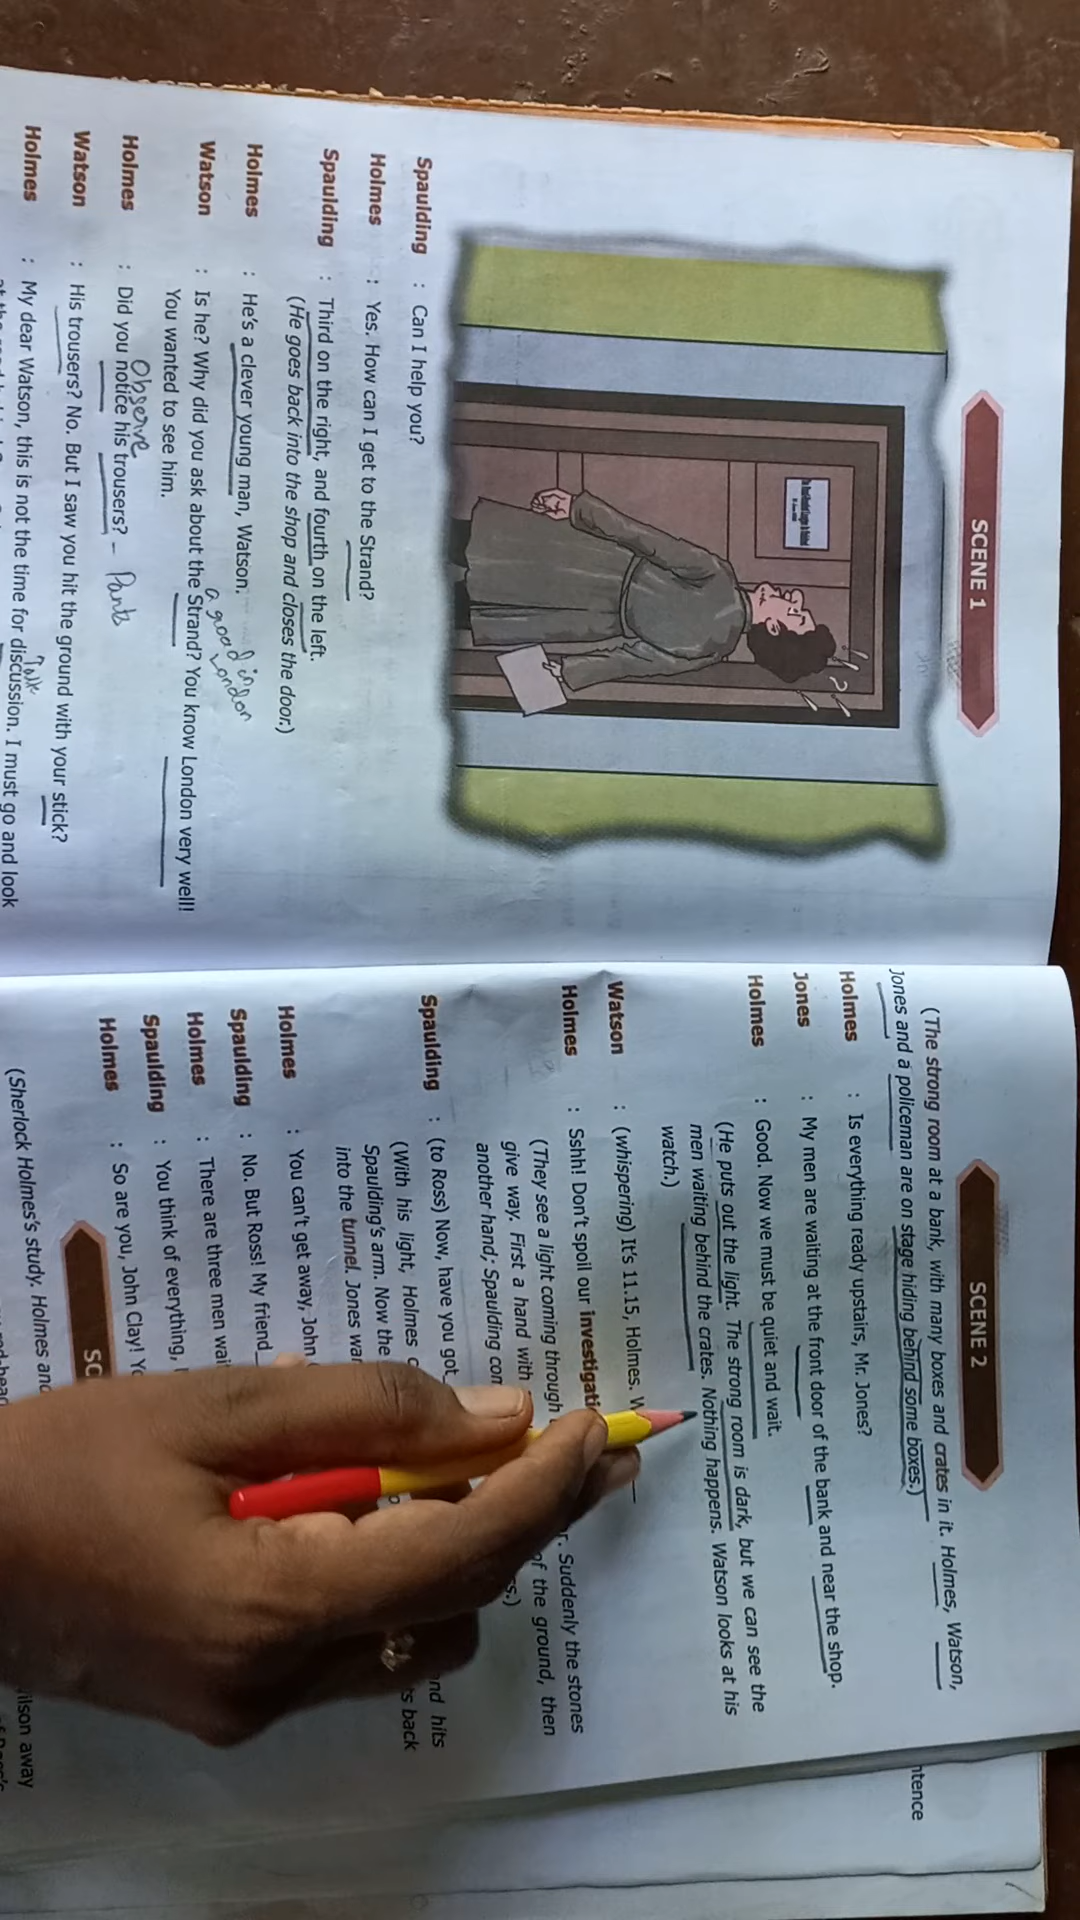 SCENE 1
Spaulding : Can I help you?
Holmes : Yes. How can I get to the Strand?
Spaulding : Third on the right, and fourth on the left.
(He goes back into the shop and closes the door.)
Holmes : He's a clever young man, Watson.
a good in
London
Watson : Is he? Why did you ask about the Strand? You know London very well!
You wanted to see him.
Observe
Holmes : Did you notice his trousers? – Pants
Watson : His trousers? No. But I saw you hit the ground with your stick?
Talk
Holmes : My dear Watson, this is not the time for discussion. I must go and look
SCENE 2
(The strong room at a bank, with many boxes and crates in it. Holmes, Watson,
Jones and a policeman are on stage hiding behind some boxes.)
Holmes : Is everything ready upstairs, Mr. Jones?
Jones : My men are waiting at the front door of the bank and near the shop.
Holmes : Good. Now we must be quiet and wait.
(He puts out the light. The strong room is dark, but we can see the
men waiting behind the crates. Nothing happens. Watson looks at his
watch.)
Watson : (whispering) It's 11.15, Holmes.
Holmes : Sshh! Don't spoil our
(They see a light coming through Suddenly the stones
give way. First a hand with of the ground, then
another hand; Spaulding
Spaulding : (to Ross) Now, have you got and hits
(With his light, Holmes back
Spaulding's arm. Now the
into the tunnel. Jones
Holmes : You can't get away, John
Spaulding : No. But Ross! My friend
Holmes : There are three men
Spaulding : You think of everything,
Holmes : So are you, John Clay!
(Sherlock Holmes's study. Holmes and away